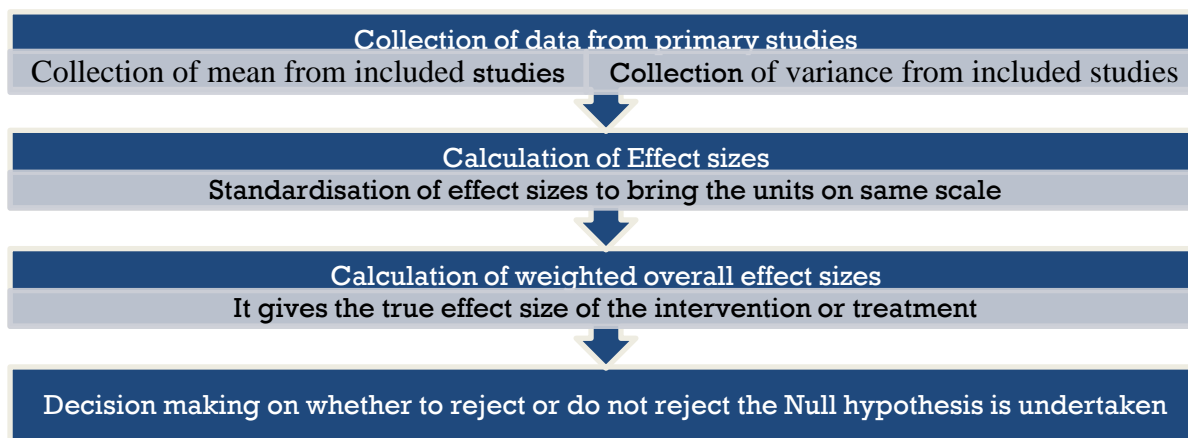 Collection of data from primary studies
Collection of mean from included studies
Collection of variance from included studies
Calculation of Effect sizes
Standardisation of effect sizes to bring the units on same scale
Calculation of weighted overall effect sizes
It gives the true effect size of the intervention or treatment
Decision making on whether to reject or do not reject the Null hypothesis is undertaken